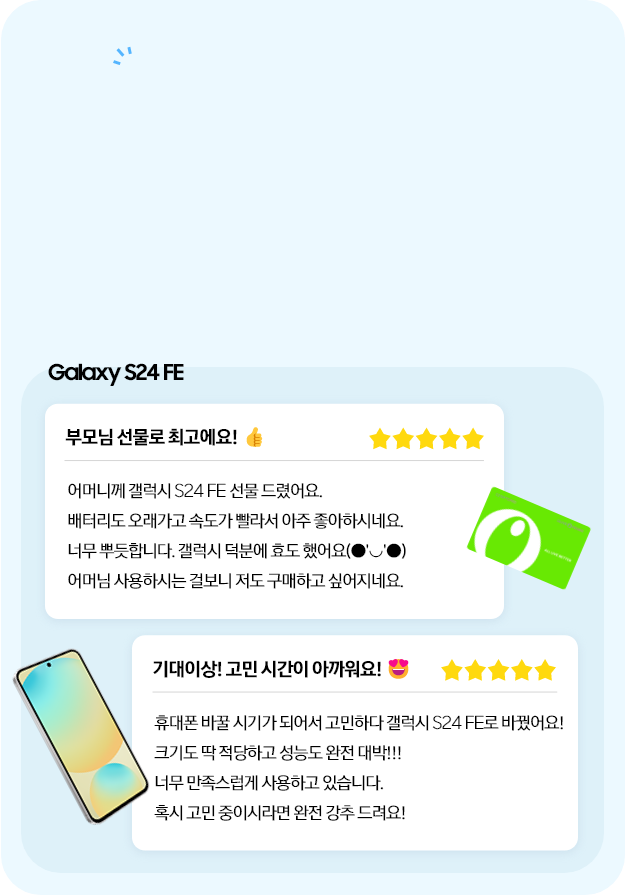 Galaxy S24 FE
부모님 선물로 최고에요! 👍
어머니께 갤럭시 S24 FE 선물 드렸어요.
배터리도 오래가고 속도가 빨라서 아주 좋아하시네요.
너무 뿌듯합니다. 갤럭시 덕분에 효도 했어요(●'◡'●)
어머님 사용하시는 걸보니 저도 구매하고 싶어지네요.
기대이상! 고민 시간이 아까워요! 😍
휴대폰 바꿀 시기가 되어서 고민하다 갤럭시 S24 FE로 바꿨어요!
크기도 딱 적당하고 성능도 완전 대박!!!
너무 만족스럽게 사용하고 있습니다.
혹시 고민 중이시라면 완전 강추 드려요!